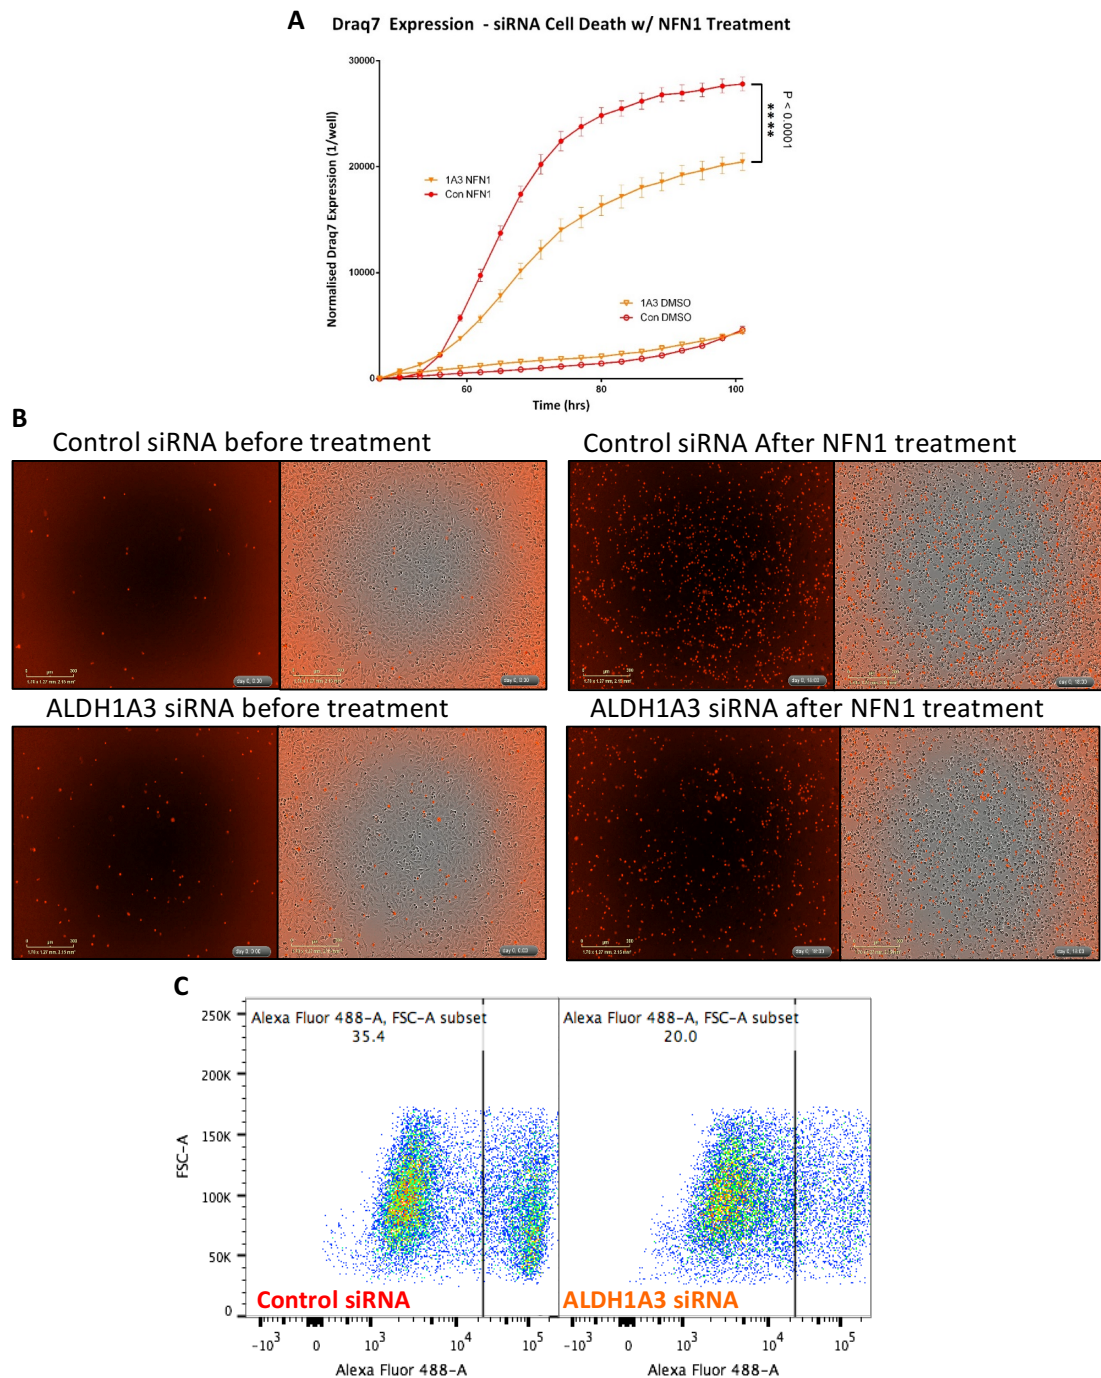 A Draq7 Expression - siRNA Cell Death w/ NFN1 Treatment
30000
20000
10000
0
Normalised Draq7 Expression (1/well)
1A3 NFN1
Con NFN1
P < 0.0001
****
1A3 DMSO
Con DMSO
60 80 100
Time (hrs)
B
Control siRNA before treatment
Control siRNA After NFN1 treatment
ALDH1A3 siRNA before treatment
ALDH1A3 siRNA after NFN1 treatment
C
Alexa Fluor 488-A, FSC-A subset
35.4
Alexa Fluor 488-A, FSC-A subset
20.0
250K
200K
150K
100K
50K
0
FSC-A
Control siRNA
ALDH1A3 siRNA
-10³ 0 10³ 10⁴ 10⁵
-10³ 0 10³ 10⁴ 10⁵
Alexa Fluor 488-A
Alexa Fluor 488-A